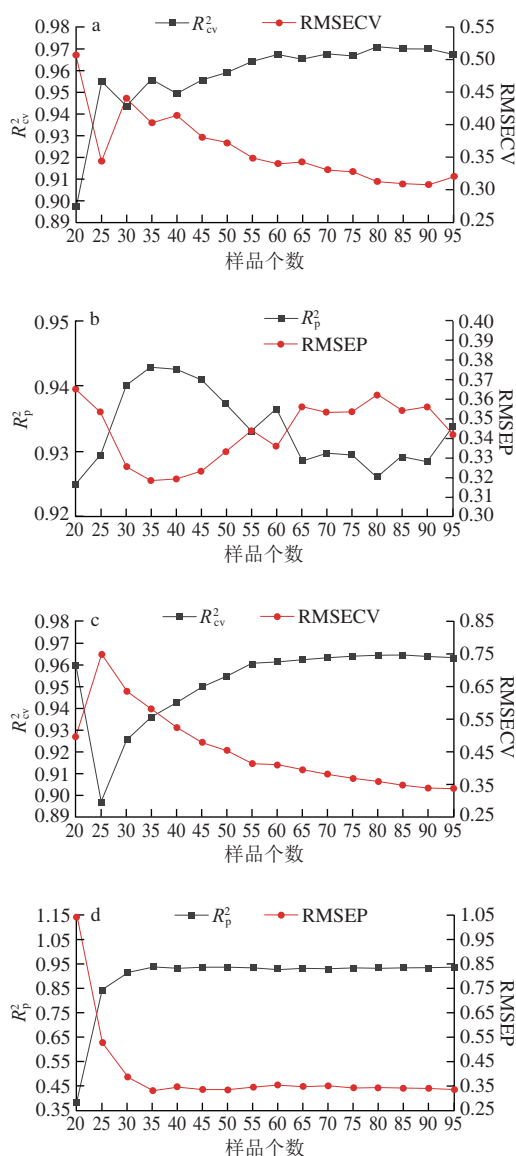 a R²cv RMSECV
0.98 0.97 0.96 0.95 0.94 0.93 0.92 0.91 0.90 0.89
R²cv
0.55 0.50 0.45 0.40 0.35 0.30 0.25
RMSECV
20 25 30 35 40 45 50 55 60 65 70 75 80 85 90 95
样品个数
b R²p
RMSEP
0.95 0.94 0.93 0.92
R²p
0.40 0.39 0.38 0.37 0.36 0.35 0.34 0.33 0.32 0.31 0.30
RMSEP
20 25 30 35 40 45 50 55 60 65 70 75 80 85 90 95
样品个数
c R²cv RMSECV
0.98 0.97 0.96 0.95 0.94 0.93 0.92 0.91 0.90 0.89
R²cv
0.85 0.75 0.65 0.55 0.45 0.35 0.25
RMSECV
20 25 30 35 40 45 50 55 60 65 70 75 80 85 90 95
样品个数
d R²p RMSEP
1.15 1.05 0.95 0.85 0.75 0.65 0.55 0.45 0.35
R²p
1.05 0.95 0.85 0.75 0.65 0.55 0.45 0.35 0.25
RMSEP
20 25 30 35 40 45 50 55 60 65 70 75 80 85 90 95
样品个数